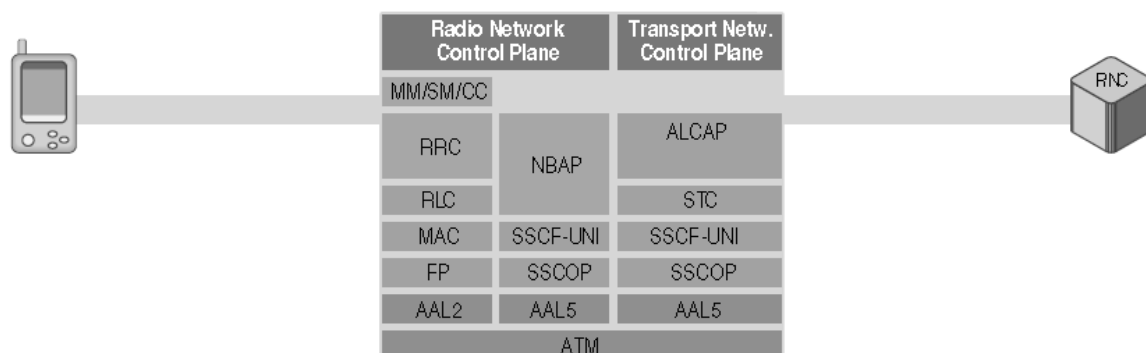 Radio Network
Control Plane
Transport Netw.
Control Plane
MM/SM/CC
RRC
NBAP
ALCAP
RLC
STC
MAC
SSCF-UNI
SSCF-UNI
FP
SSCOP
SSCOP
AAL2
AAL5
AAL5
ATM
RNC